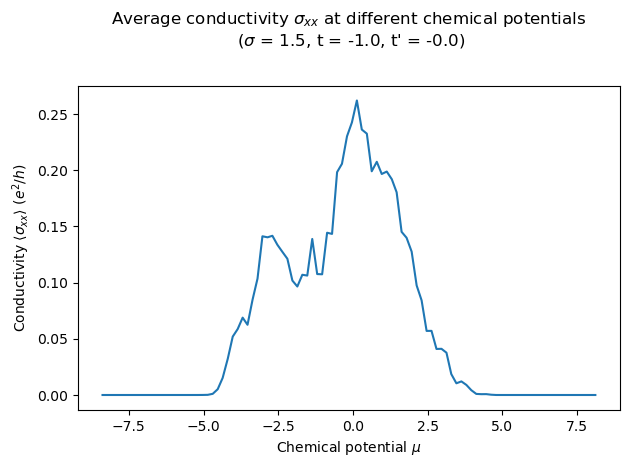 Average conductivity σxx at different chemical potentials
(σ = 1.5, t = -1.0, t' = -0.0)
0.25
0.20
0.15
0.10
0.05
0.00
Conductivity ⟨σxx⟩ (e²/h)
−7.5 −5.0 −2.5 0.0 2.5 5.0 7.5
Chemical potential μ